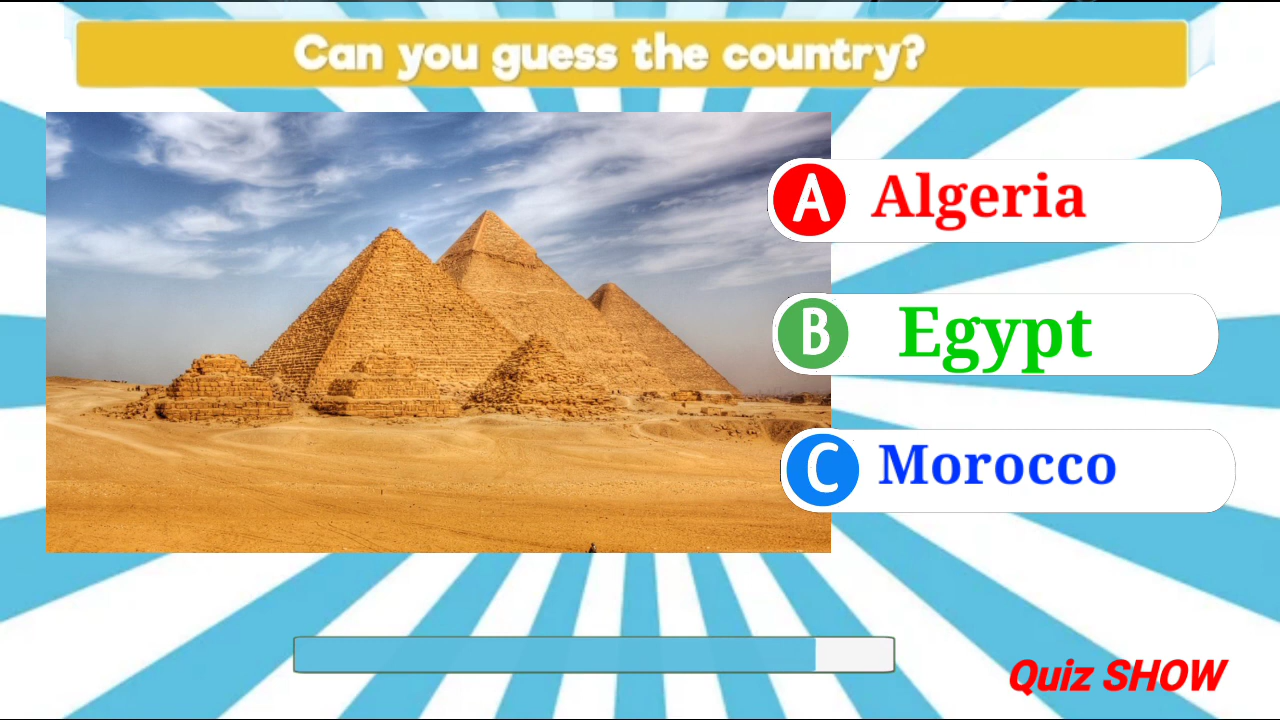 Can you guess the country?
A Algeria
B Egypt
C Morocco
Quiz SHOW